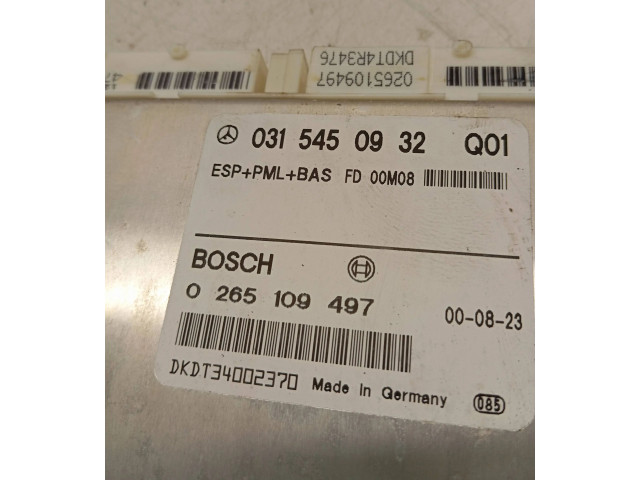 0265109497
DKDT4R3476
031 545 09 32 Q01
ESP+PML+BAS FD 00M08
BOSCH
0 265 109 497 00-08-23
DKDT34002370 Made in Germany 085